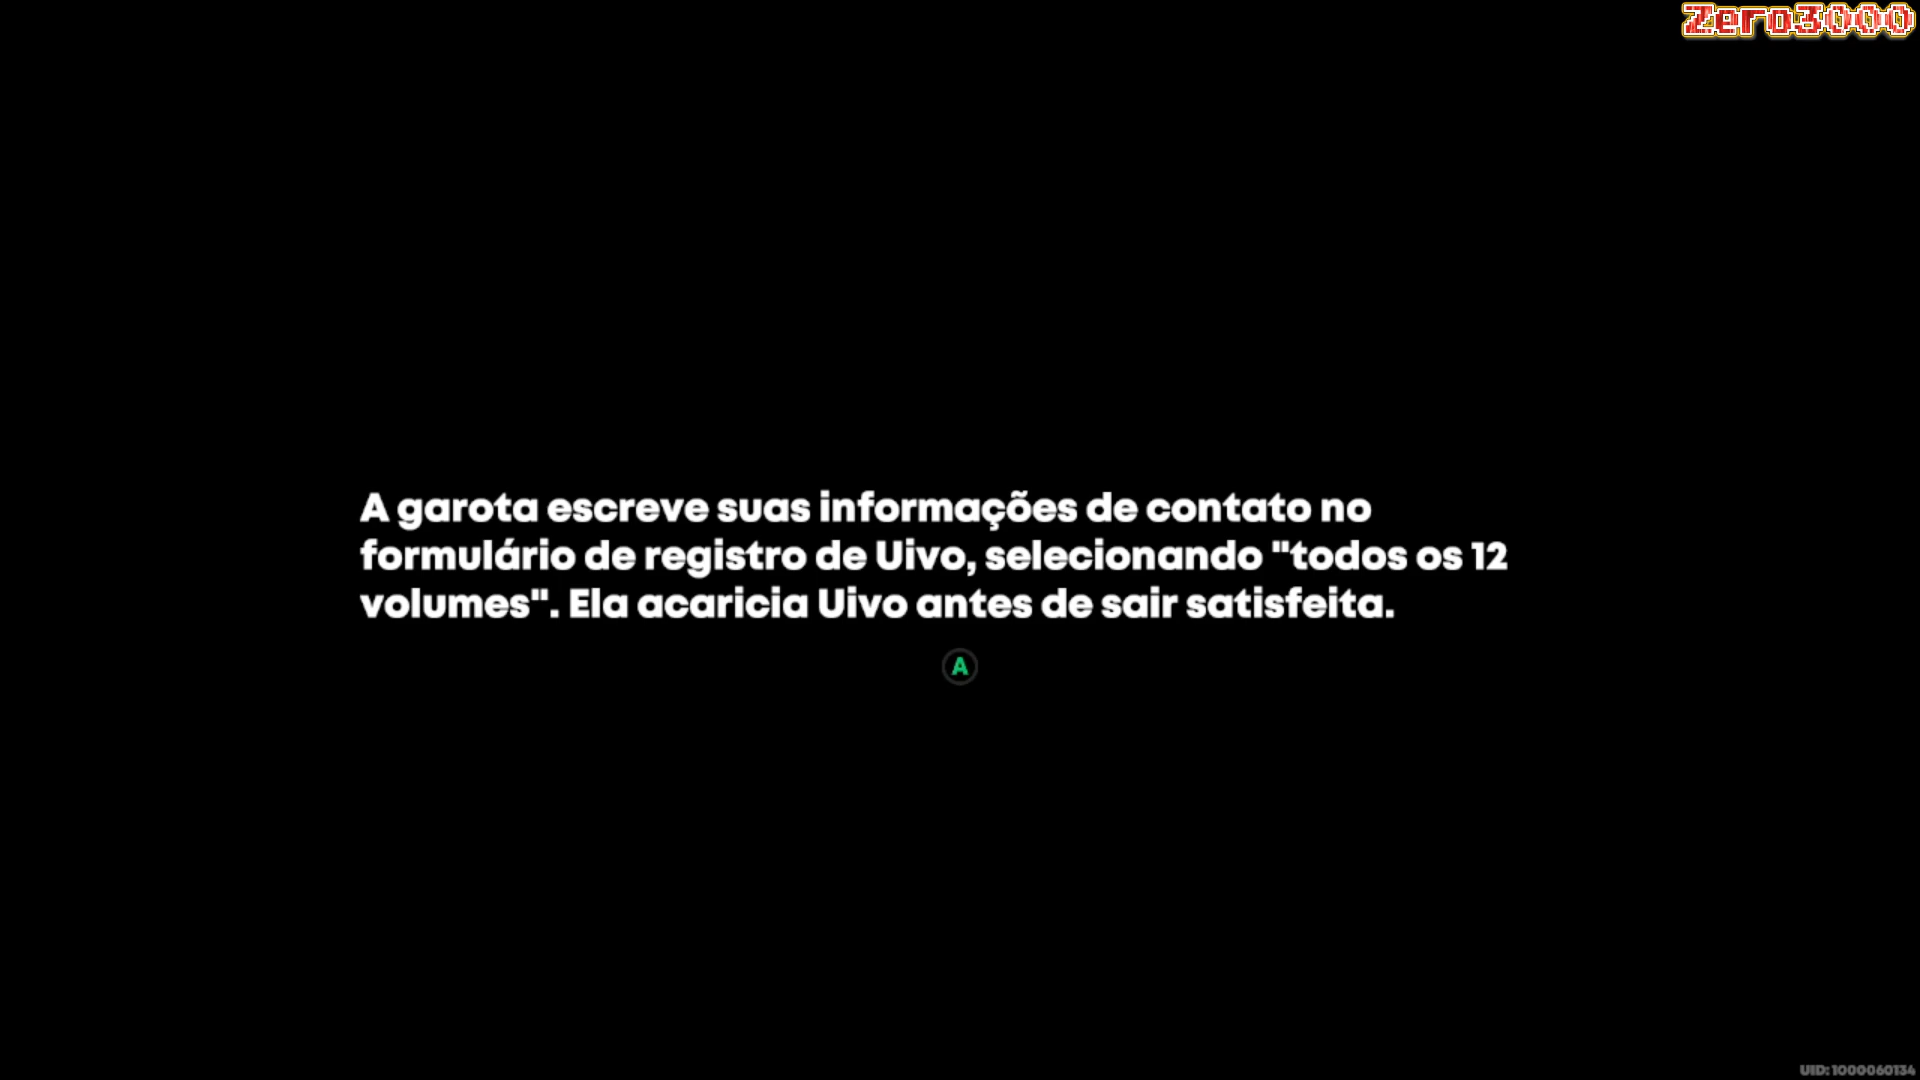 Zero3000
A garota escreve suas informações de contato no
formulário de registro de Uivo, selecionando "todos os 12
volumes". Ela acaricia Uivo antes de sair satisfeita.
A
UID:1000060134